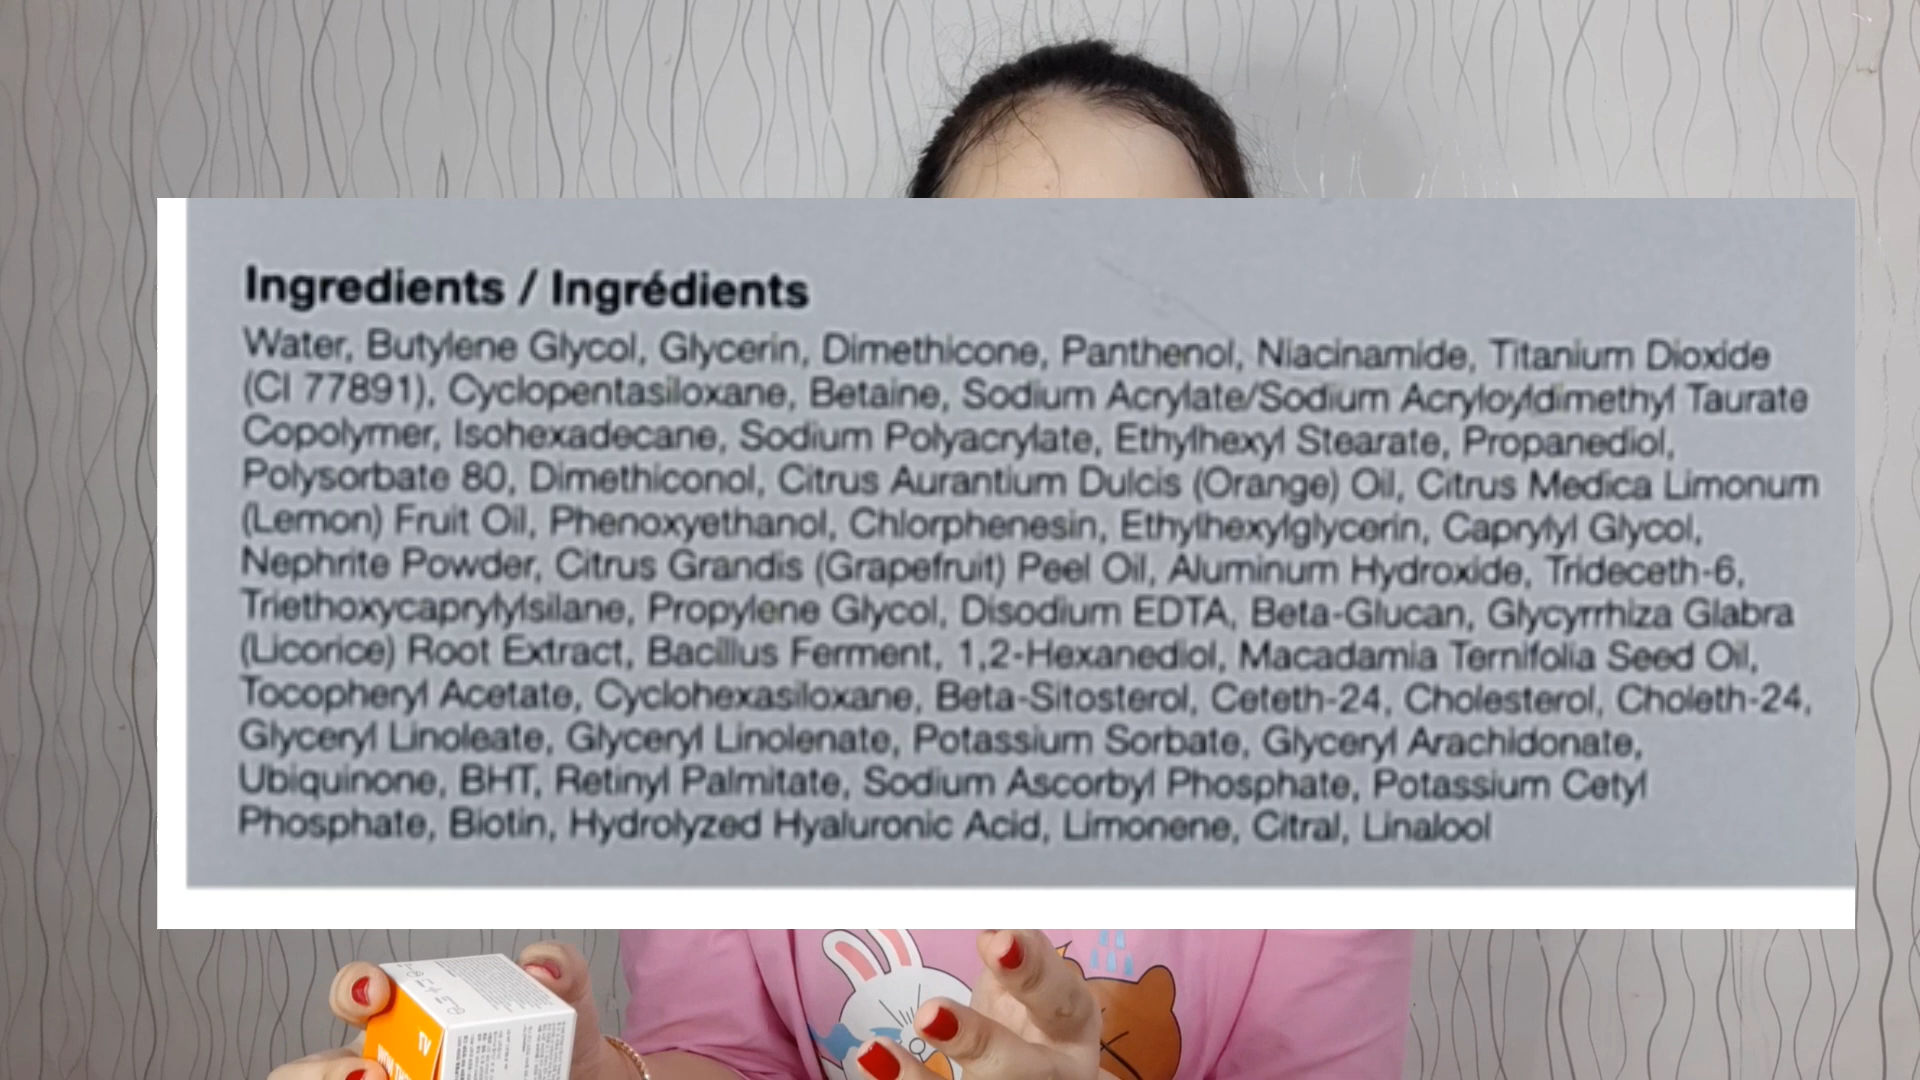 Ingredients / Ingrédients
Water, Butylene Glycol, Glycerin, Dimethicone, Panthenol, Niacinamide, Titanium Dioxide
(CI 77891), Cyclopentasiloxane, Betaine, Sodium Acrylate/Sodium Acryloyldimethyl Taurate
Copolymer, Isohexadecane, Sodium Polyacrylate, Ethylhexyl Stearate, Propanediol,
Polysorbate 80, Dimethiconol, Citrus Aurantium Dulcis (Orange) Oil, Citrus Medica Limonum
(Lemon) Fruit Oil, Phenoxyethanol, Chlorphenesin, Ethylhexylglycerin, Caprylyl Glycol,
Nephrite Powder, Citrus Grandis (Grapefruit) Peel Oil, Aluminum Hydroxide, Trideceth-6,
Triethoxycaprylylsilane, Propylene Glycol, Disodium EDTA, Beta-Glucan, Glycyrrhiza Glabra
(Licorice) Root Extract, Bacillus Ferment, 1,2-Hexanediol, Macadamia Ternifolia Seed Oil,
Tocopheryl Acetate, Cyclohexasiloxane, Beta-Sitosterol, Ceteth-24, Cholesterol, Choleth-24,
Glyceryl Linoleate, Glyceryl Linolenate, Potassium Sorbate, Glyceryl Arachidonate,
Ubiquinone, BHT, Retinyl Palmitate, Sodium Ascorbyl Phosphate, Potassium Cetyl
Phosphate, Biotin, Hydrolyzed Hyaluronic Acid, Limonene, Citral, Linalool